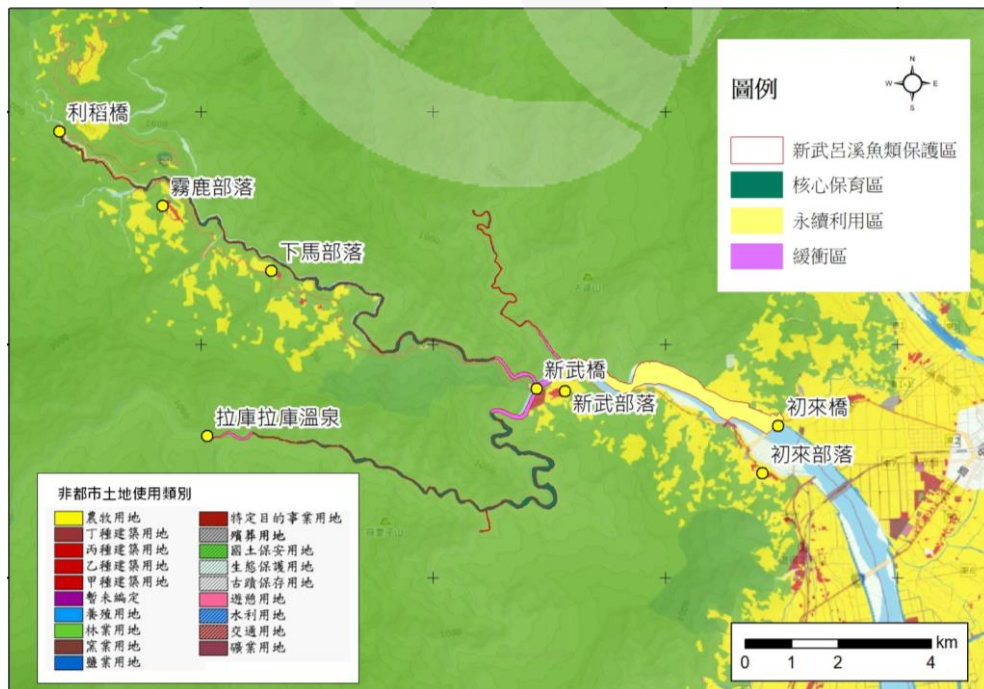 利稻橋
霧鹿部落
下馬部落
新武橋
新武部落
初來橋
初來部落
拉庫拉庫溫泉
圖例
N
W
E
S
新武呂溪魚類保護區
核心保育區
永續利用區
緩衝區
非都市土地使用類別
農牧用地
丁種建築用地
丙種建築用地
乙種建築用地
甲種建築用地
暫未編定
養殖用地
林業用地
窯業用地
鹽業用地
特定目的事業用地
殯葬用地
國土保安用地
生態保護用地
古蹟保存用地
遊憩用地
水利用地
交通用地
礦業用地
km
0 1 2 4